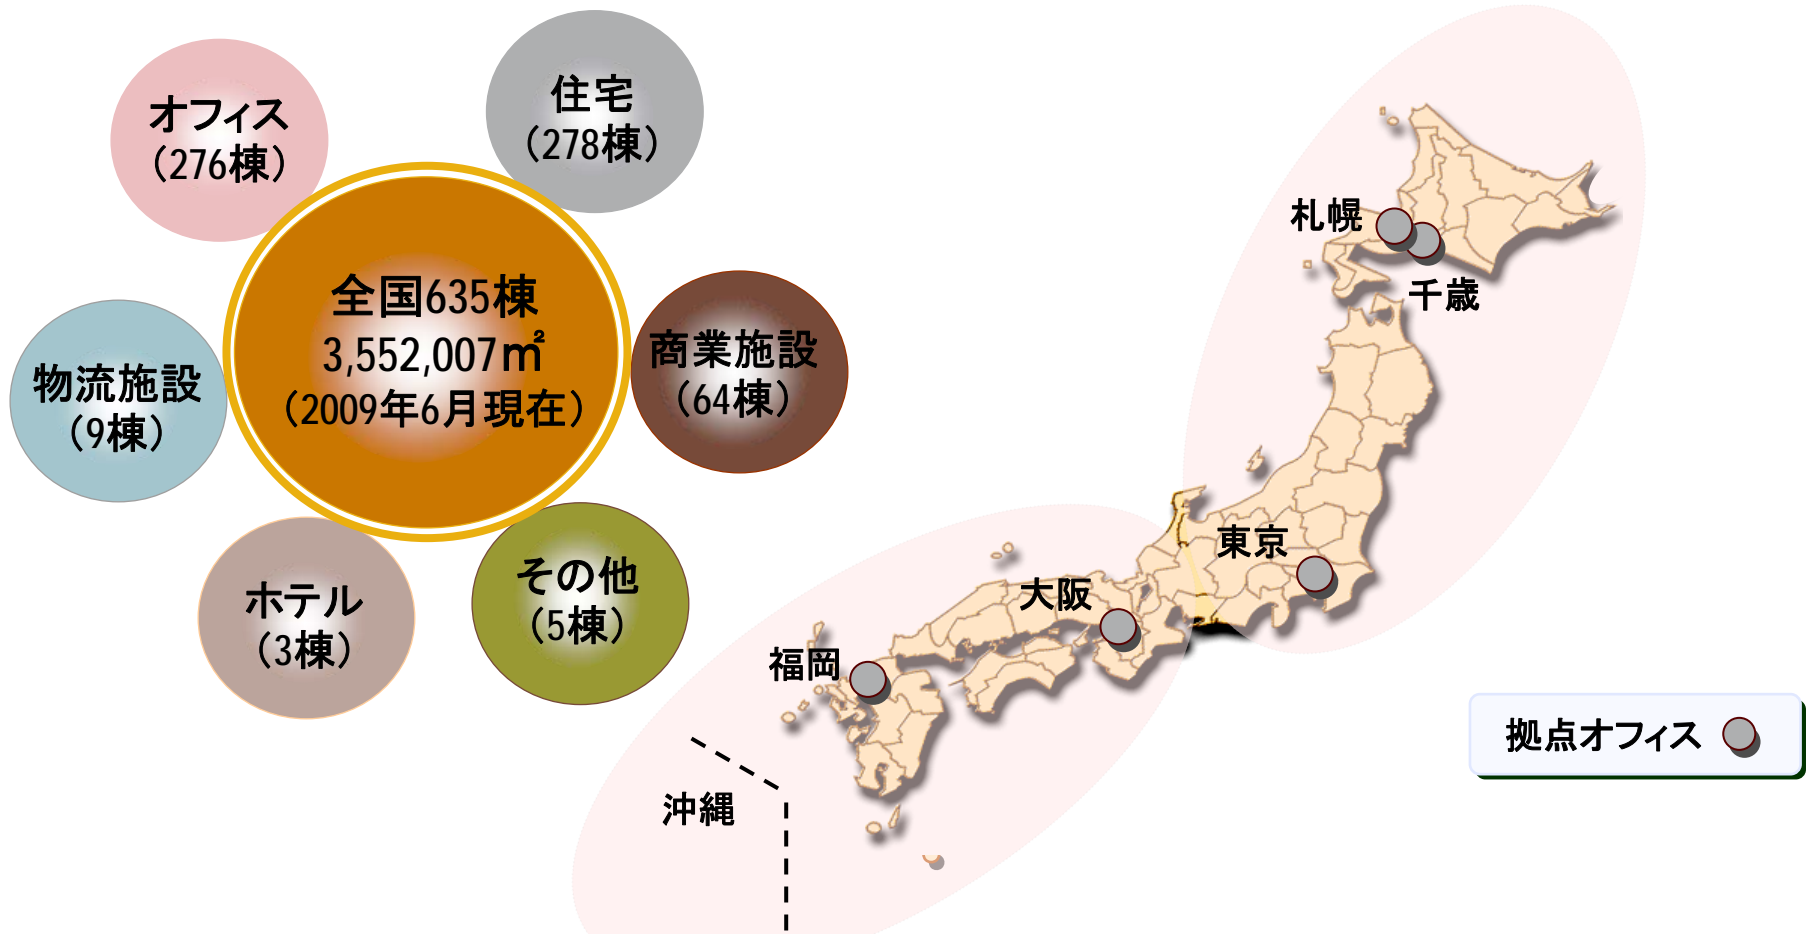 オフィス
（276棟）
住宅
（278棟）
全国635棟
3,552,007㎡
（2009年6月現在）
商業施設
（64棟）
物流施設
（9棟）
ホテル
（3棟）
その他
（5棟）
札幌
千歳
東京
大阪
福岡
沖縄
拠点オフィス